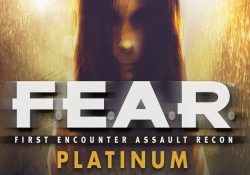 F.E.A.R.
FIRST ENCOUNTER ASSAULT RECON
PLATINUM